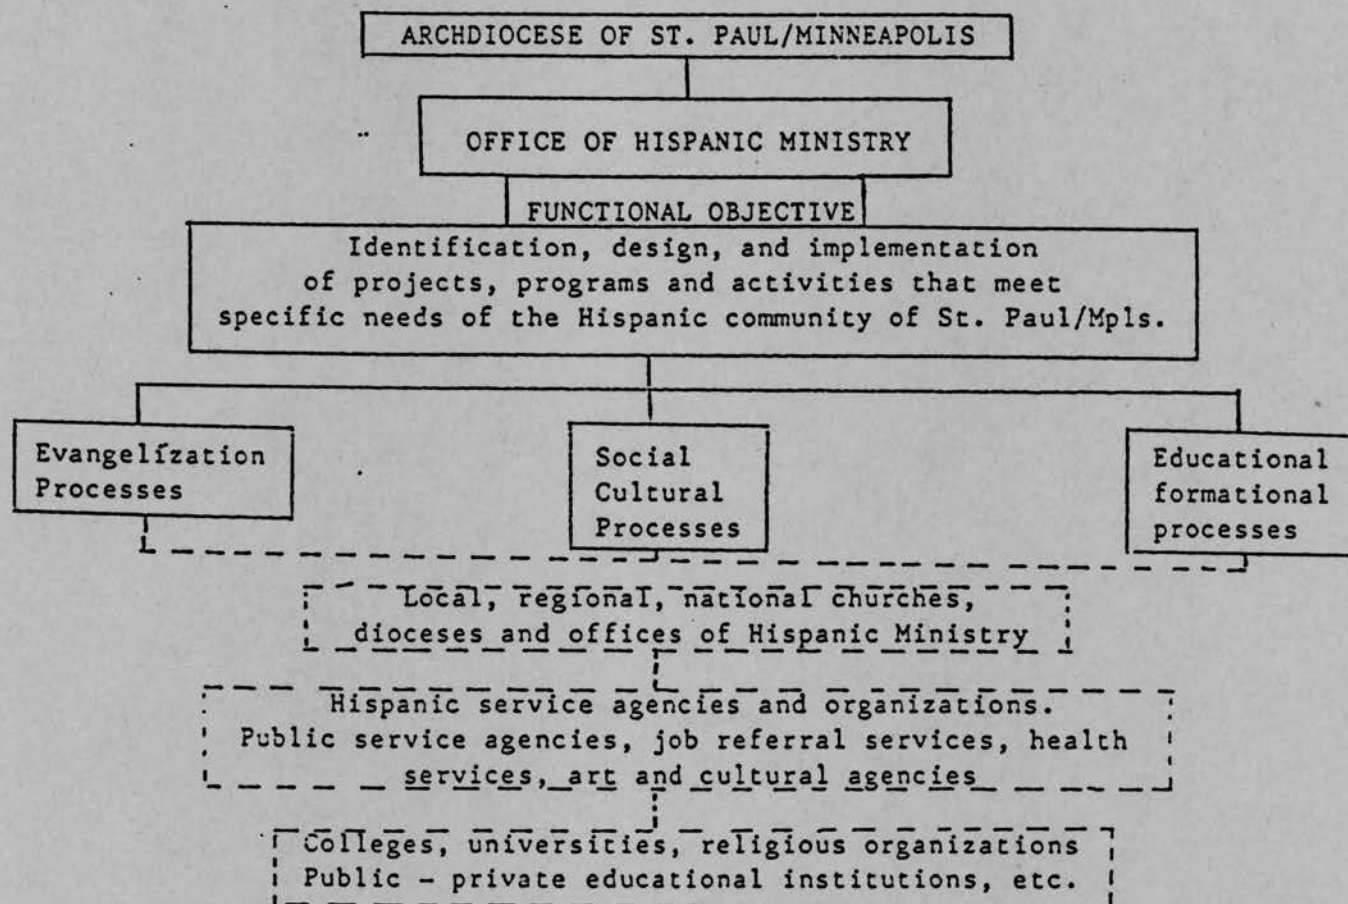 ARCHDIOCESE OF ST. PAUL/MINNEAPOLIS
OFFICE OF HISPANIC MINISTRY
FUNCTIONAL OBJECTIVE
Identification, design, and implementation
of projects, programs and activities that meet
specific needs of the Hispanic community of St. Paul/Mpls.
Evangelízation
Processes
Social
Cultural
Processes
Educational
formational
processes
Local, regional, national churches,
dioceses and offices of Hispanic Ministry
Hispanic service agencies and organizations.
Public service agencies, job referral services, health
services, art and cultural agencies
Colleges, universities, religious organizations
Public - private educational institutions, etc.